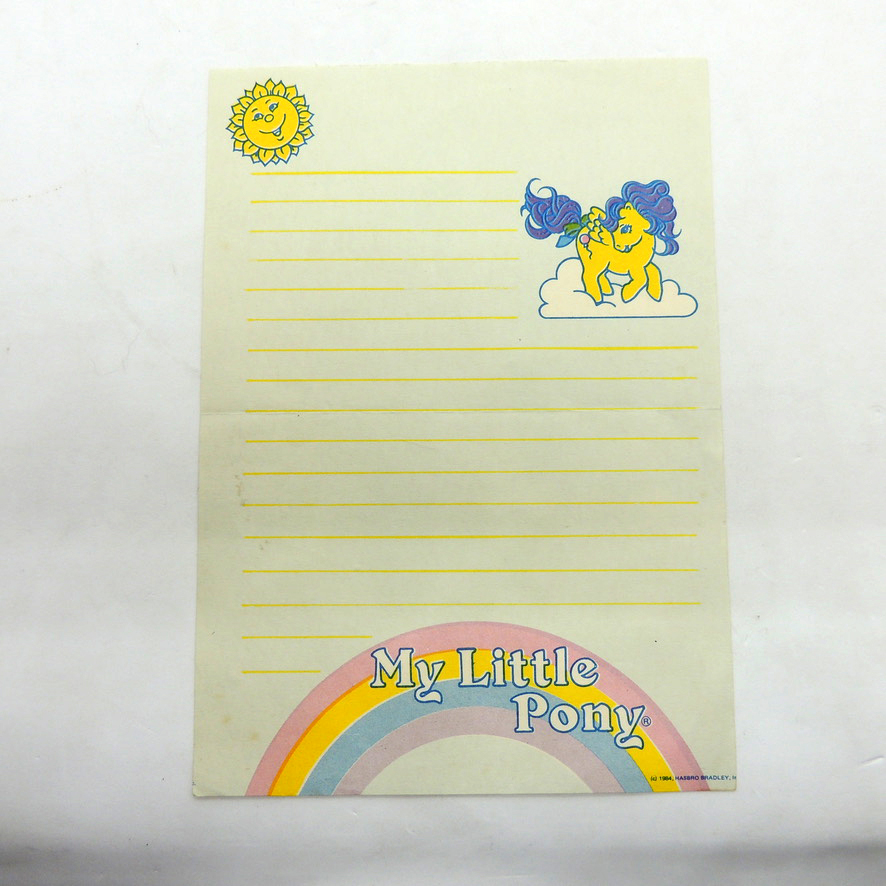 My Little
Pony®
(c) 1984, HASBRO BRADLEY,